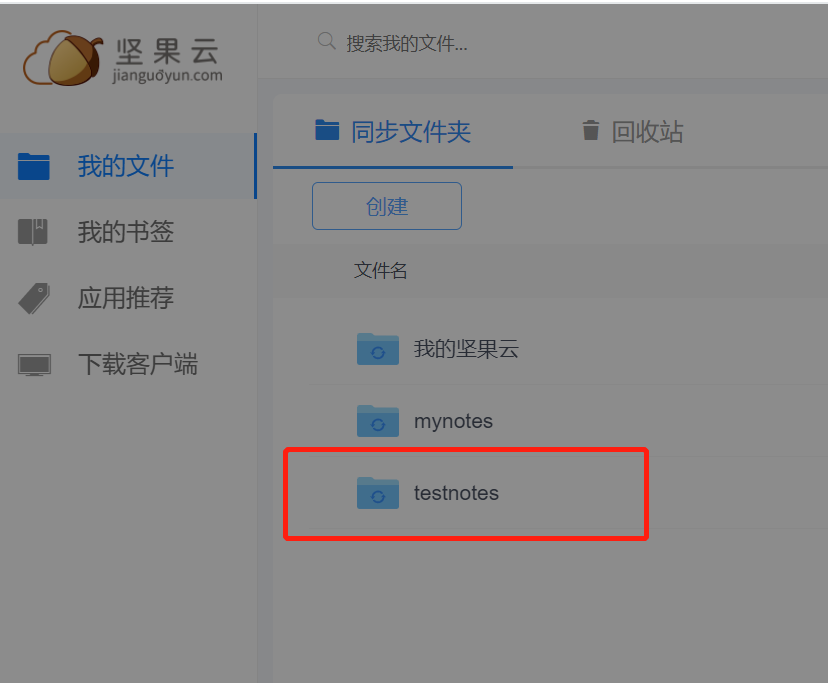 坚果云
jianguoyun.com
搜索我的文件...
同步文件夹
回收站
我的文件
创建
我的书签
文件名
应用推荐
我的坚果云
下载客户端
mynotes
testnotes